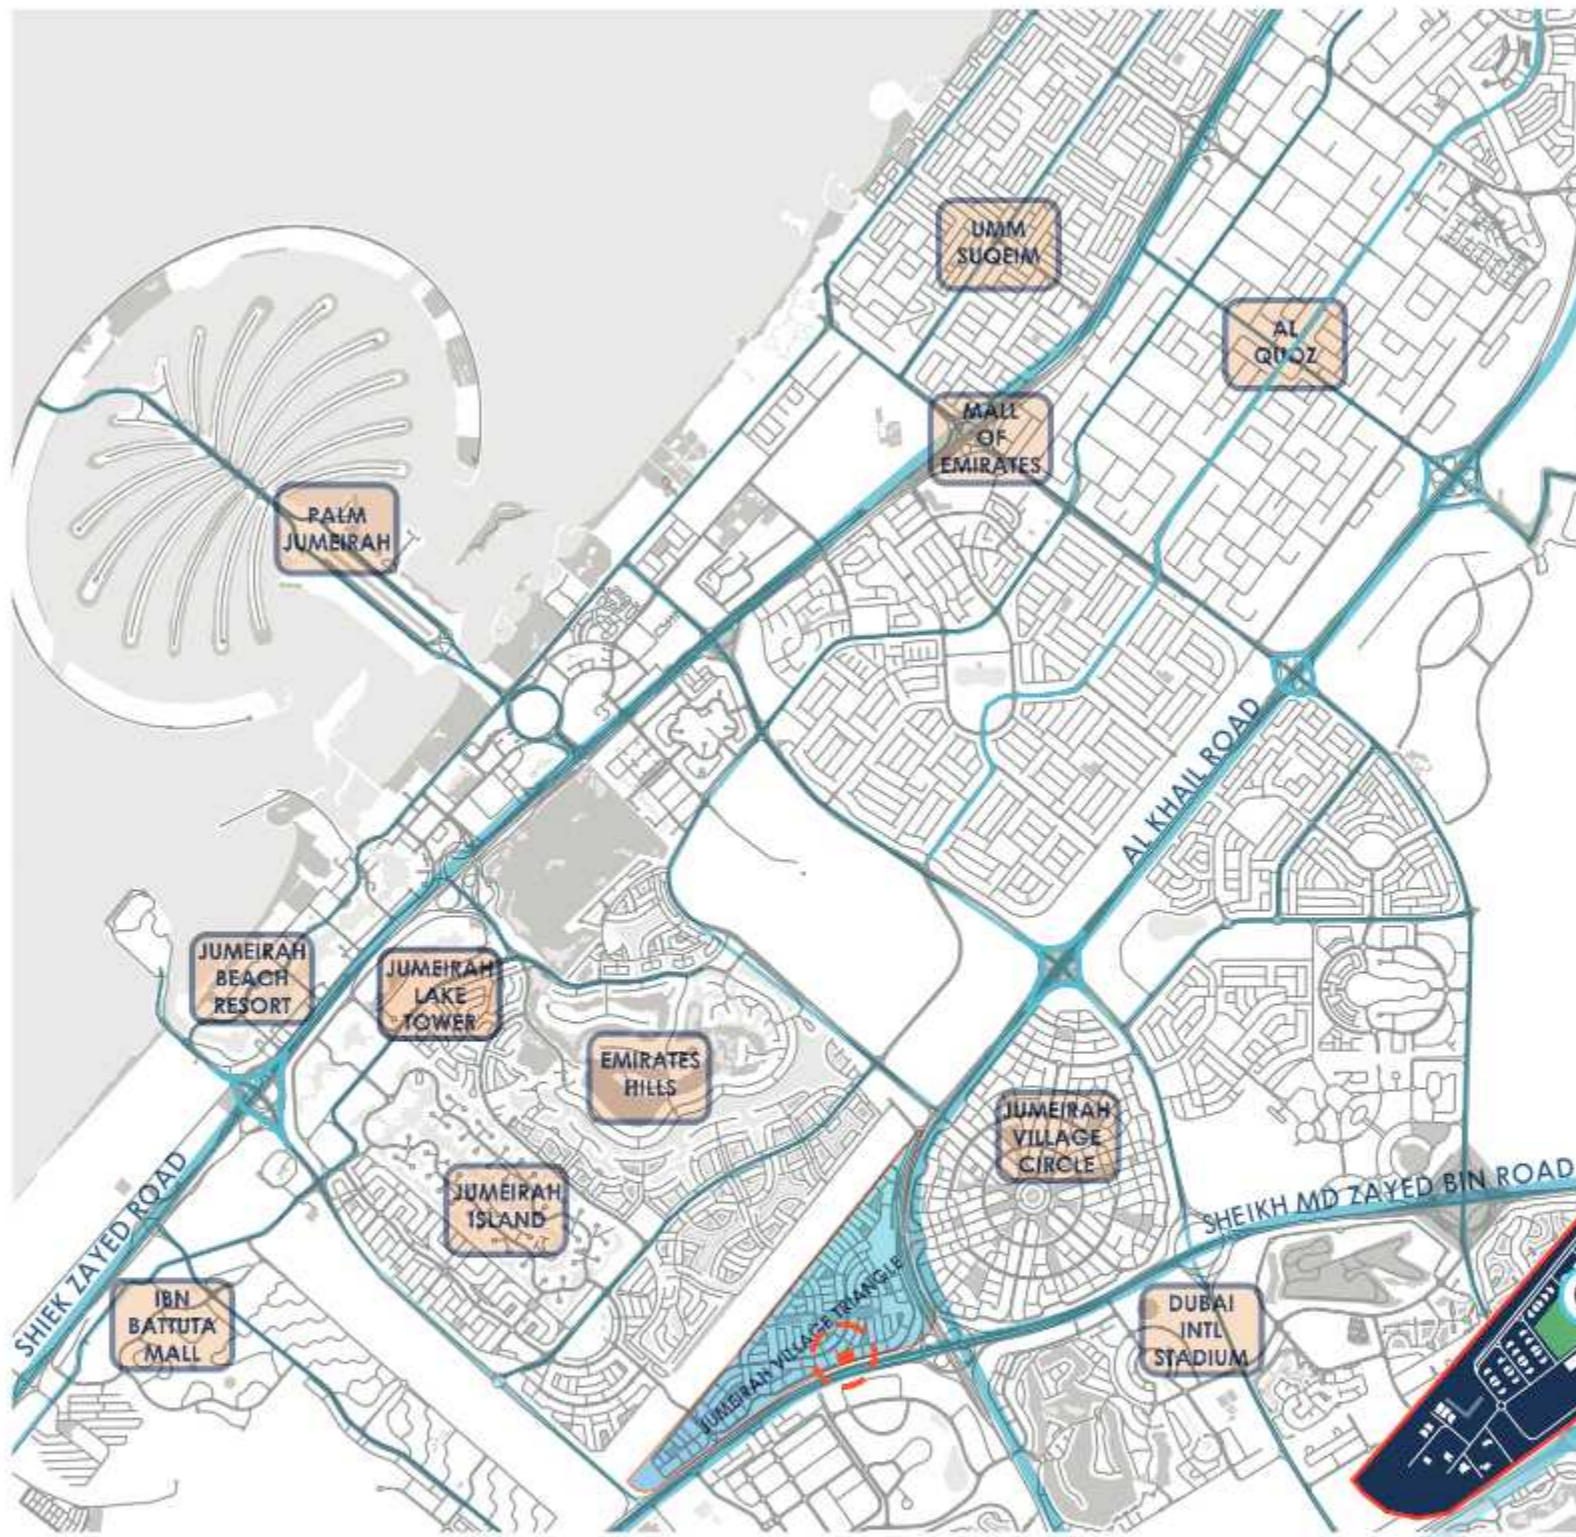 UMM
SUQEIM
AL
QUOZ
MALL
OF
EMIRATES
PALM
JUMEIRAH
AL KHAIL ROAD
JUMEIRAH
BEACH
RESORT
JUMEIRAH
LAKE
TOWER
EMIRATES
HILLS
JUMEIRAH
VILLAGE
CIRCLE
JUMEIRAH
ISLAND
SHEIKH MD ZAYED BIN ROAD
SHIEK ZAYED ROAD
IBN
BATTUTA
MALL
JUMEIRAH VILLAGE TRIANGLE
DUBAI
INTL
STADIUM